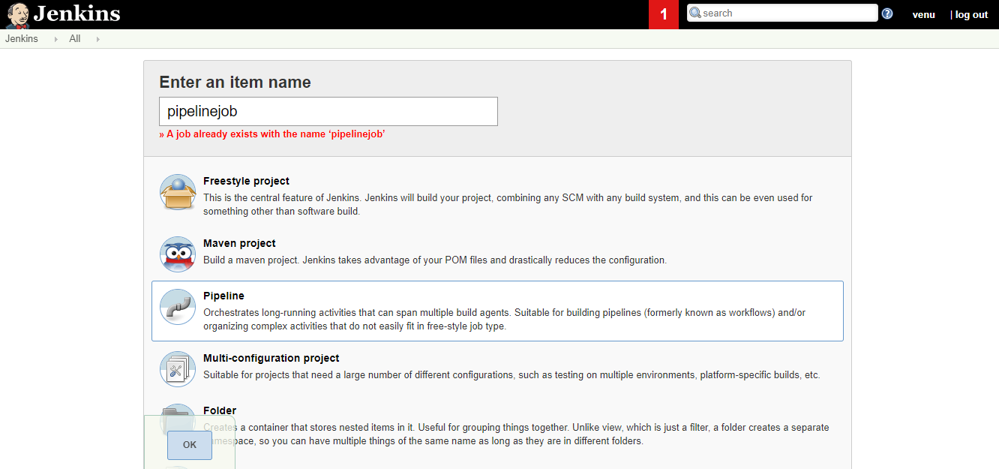 Jenkins
1
search
?
venu
| log out
Jenkins
All
Enter an item name
pipelinejob
» A job already exists with the name ‘pipelinejob’
Freestyle project
This is the central feature of Jenkins. Jenkins will build your project, combining any SCM with any build system, and this can be even used for
something other than software build.
Maven project
Build a maven project. Jenkins takes advantage of your POM files and drastically reduces the configuration.
Pipeline
Orchestrates long-running activities that can span multiple build agents. Suitable for building pipelines (formerly known as workflows) and/or
organizing complex activities that do not easily fit in free-style job type.
Multi-configuration project
Suitable for projects that need a large number of different configurations, such as testing on multiple environments, platform-specific builds, etc.
Folder
Creates a container that stores nested items in it. Useful for grouping things together. Unlike view, which is just a filter, a folder creates a separate
namespace, so you can have multiple things of the same name as long as they are in different folders.
OK